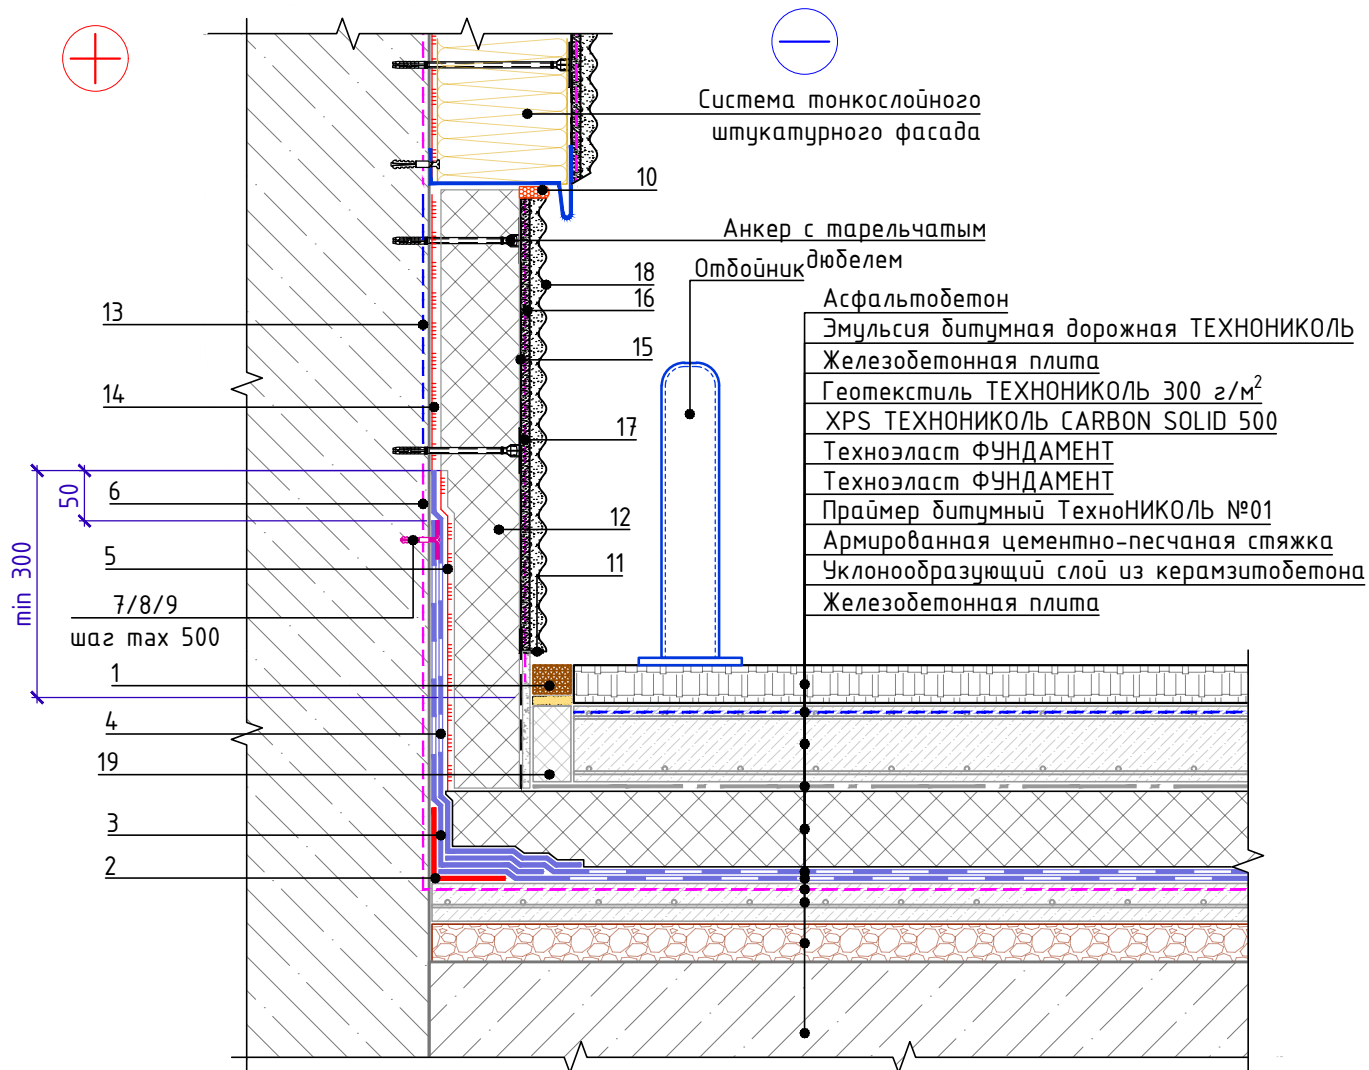 Система тонкослойного
штукатурного фасада
10
Анкер с тарельчатым
дюбелем
Отбойник
18
16
13
15
14
17
6
12
5
11
50
min 300
7/8/9
шаг max 500
1
4
19
3
2
Асфальтобетон
Эмульсия битумная дорожная ТЕХНОНИКОЛЬ
Железобетонная плита
Геотекстиль ТЕХНОНИКОЛЬ 300 г/м²
XPS ТЕХНОНИКОЛЬ CARBON SOLID 500
Техноэласт ФУНДАМЕНТ
Техноэласт ФУНДАМЕНТ
Праймер битумный ТехноНИКОЛЬ №01
Армированная цементно-песчаная стяжка
Уклонообразующий слой из керамзитобетона
Железобетонная плита